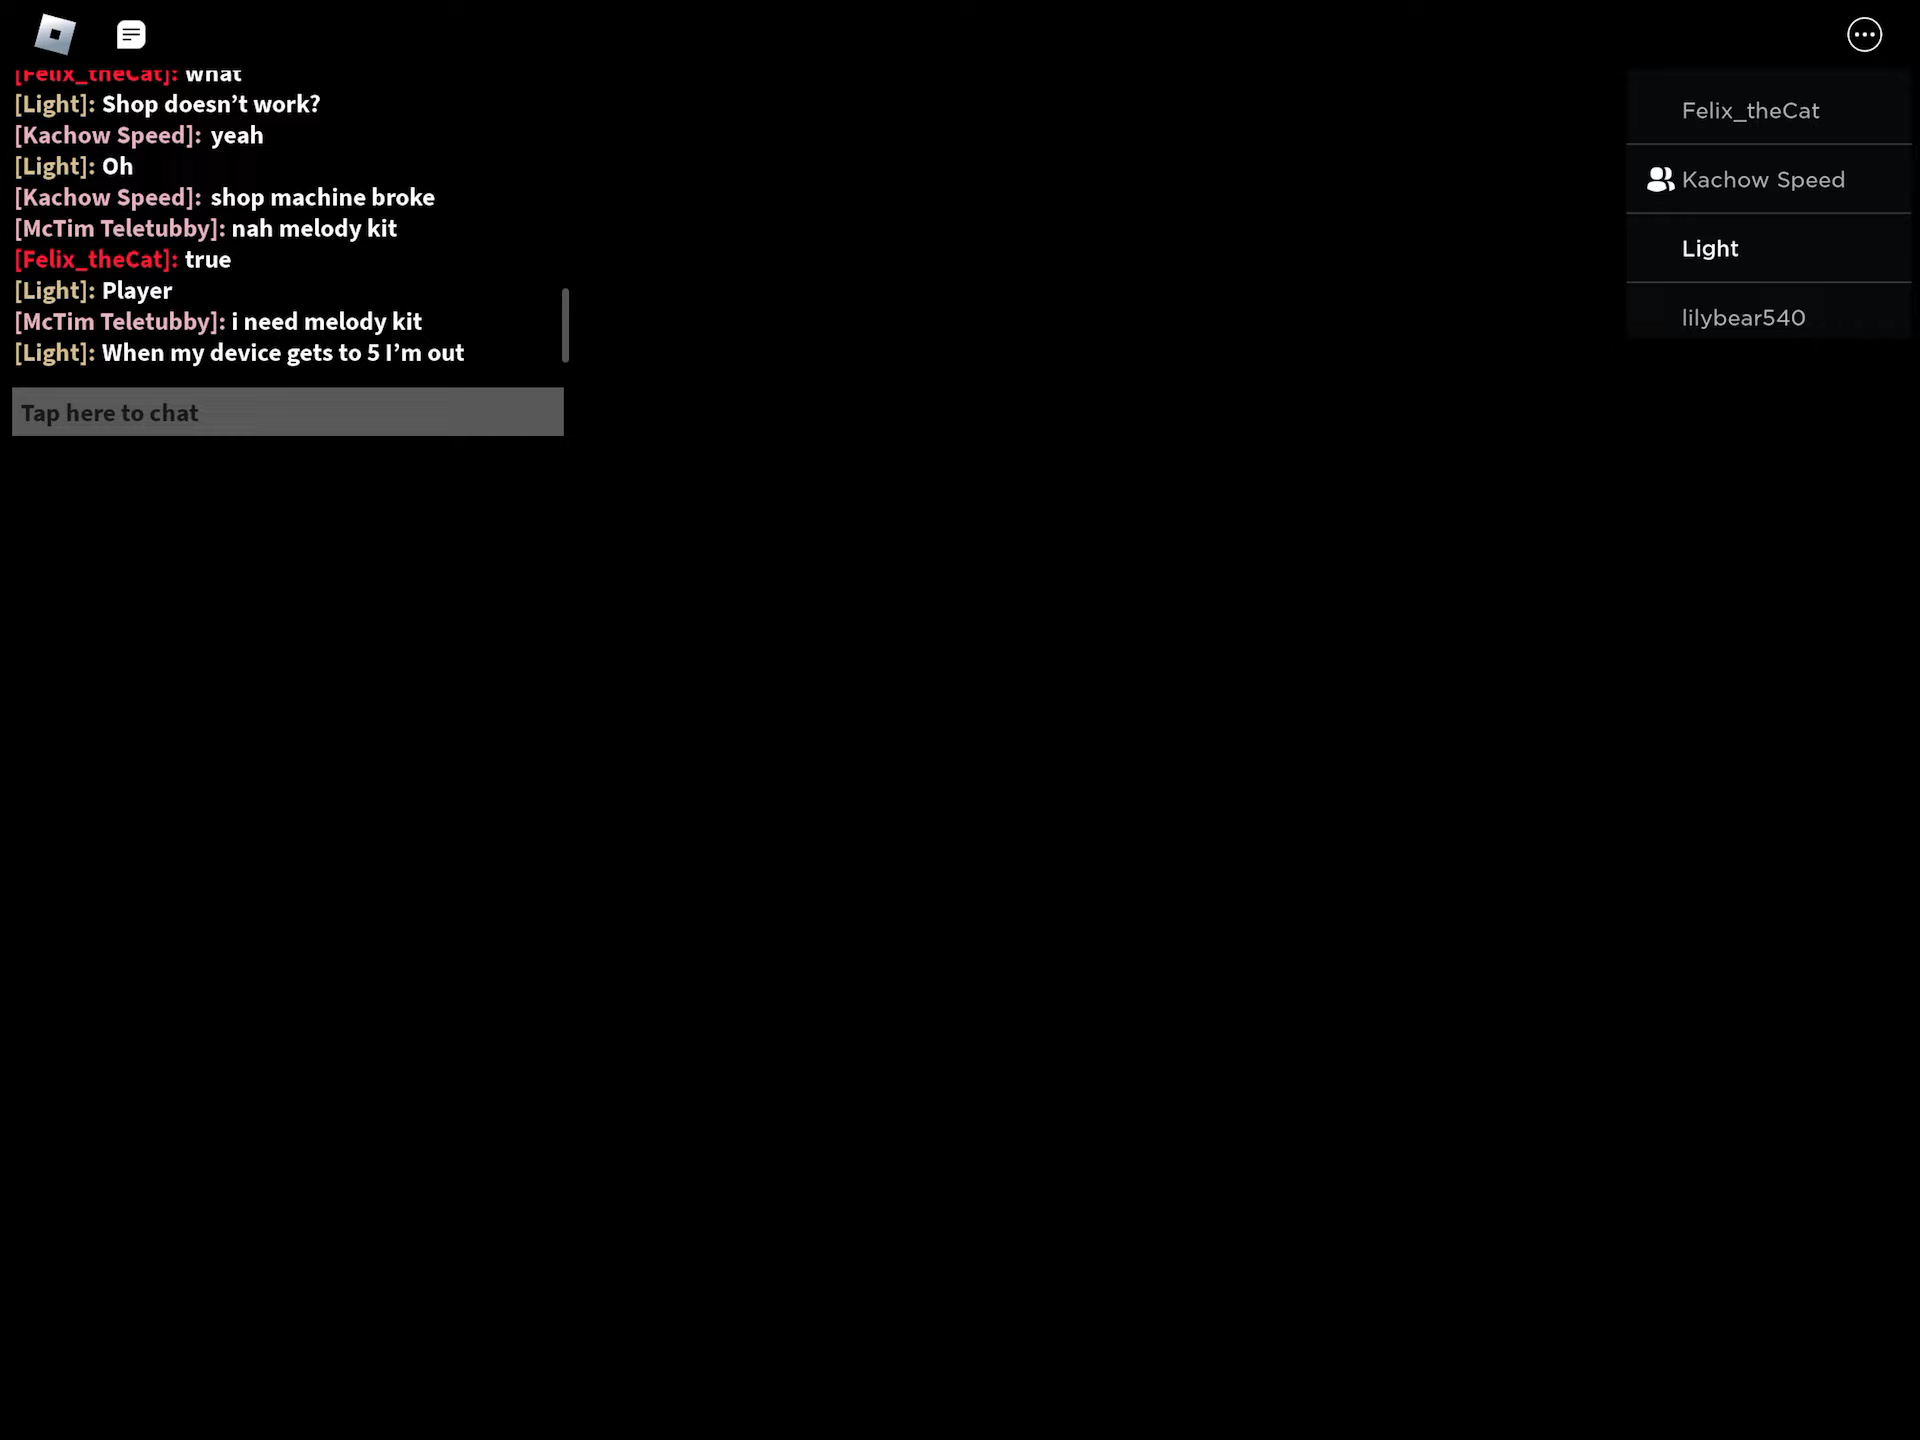 [Felix_theCat]: what
[Light]: Shop doesn’t work?
[Kachow Speed]: yeah
[Light]: Oh
[Kachow Speed]: shop machine broke
[McTim Teletubby]: nah melody kit
[Felix_theCat]: true
[Light]: Player
[McTim Teletubby]: i need melody kit
[Light]: When my device gets to 5 I’m out
Tap here to chat
Felix_theCat
Kachow Speed
Light
lilybear540